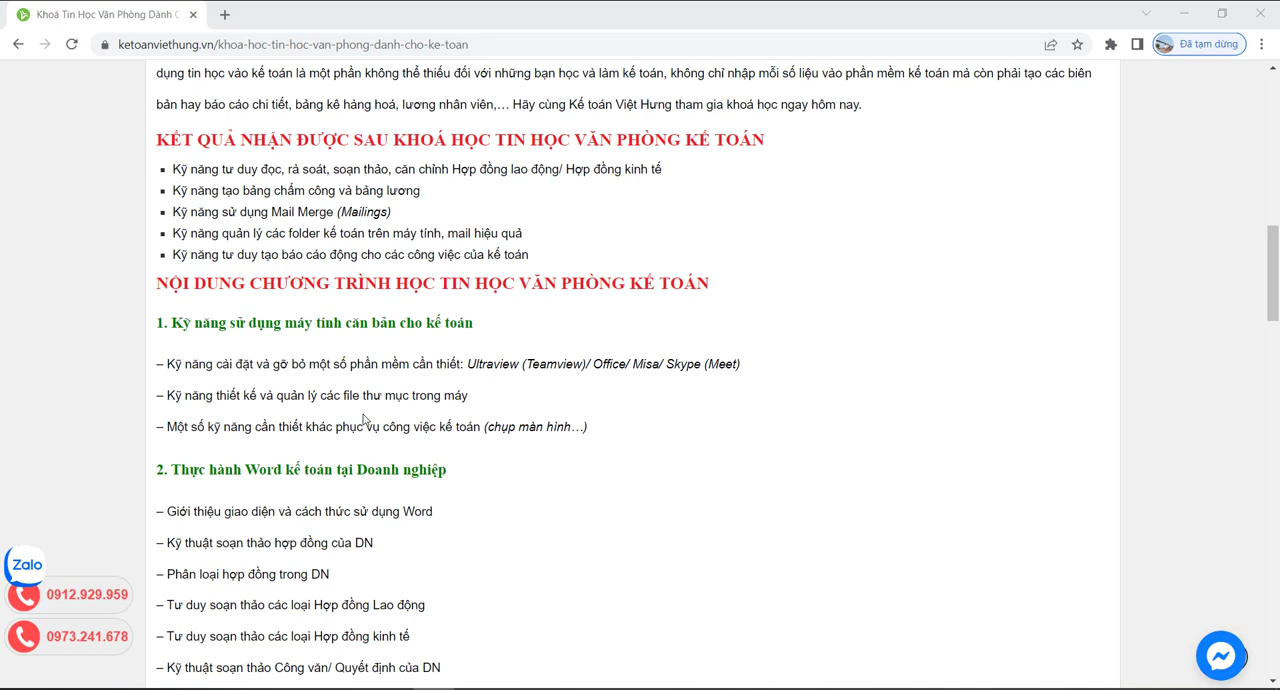 Khoá Tin Học Văn Phòng Dành C
ketoanviethung.vn/khoa-hoc-tin-hoc-van-phong-danh-cho-ke-toan
Đã tạm dừng
dụng tin học vào kế toán là một phần không thể thiếu đối với những bạn học và làm kế toán, không chỉ nhập mỗi số liệu vào phần mềm kế toán mà còn phải tạo các biên
bản hay báo cáo chi tiết, bảng kê hàng hoá, lương nhân viên,… Hãy cùng Kế toán Việt Hưng tham gia khoá học ngay hôm nay.
KẾT QUẢ NHẬN ĐƯỢC SAU KHOÁ HỌC TIN HỌC VĂN PHÒNG KẾ TOÁN
▪ Kỹ năng tư duy đọc, rà soát, soạn thảo, căn chỉnh Hợp đồng lao động/ Hợp đồng kinh tế
▪ Kỹ năng tạo bảng chấm công và bảng lương
▪ Kỹ năng sử dụng Mail Merge (Mailings)
▪ Kỹ năng quản lý các folder kế toán trên máy tính, mail hiệu quả
▪ Kỹ năng tư duy tạo báo cáo động cho các công việc của kế toán
NỘI DUNG CHƯƠNG TRÌNH HỌC TIN HỌC VĂN PHÒNG KẾ TOÁN
1. Kỹ năng sử dụng máy tính căn bản cho kế toán
– Kỹ năng cài đặt và gỡ bỏ một số phần mềm cần thiết: Ultraview (Teamview)/ Office/ Misa/ Skype (Meet)
– Kỹ năng thiết kế và quản lý các file thư mục trong máy
– Một số kỹ năng cần thiết khác phục vụ công việc kế toán (chụp màn hình…)
2. Thực hành Word kế toán tại Doanh nghiệp
– Giới thiệu giao diện và cách thức sử dụng Word
– Kỹ thuật soạn thảo hợp đồng của DN
– Phân loại hợp đồng trong DN
Zalo
0912.929.959
– Tư duy soạn thảo các loại Hợp đồng Lao động
0973.241.678
– Tư duy soạn thảo các loại Hợp đồng kinh tế
– Kỹ thuật soạn thảo Công văn/ Quyết định của DN